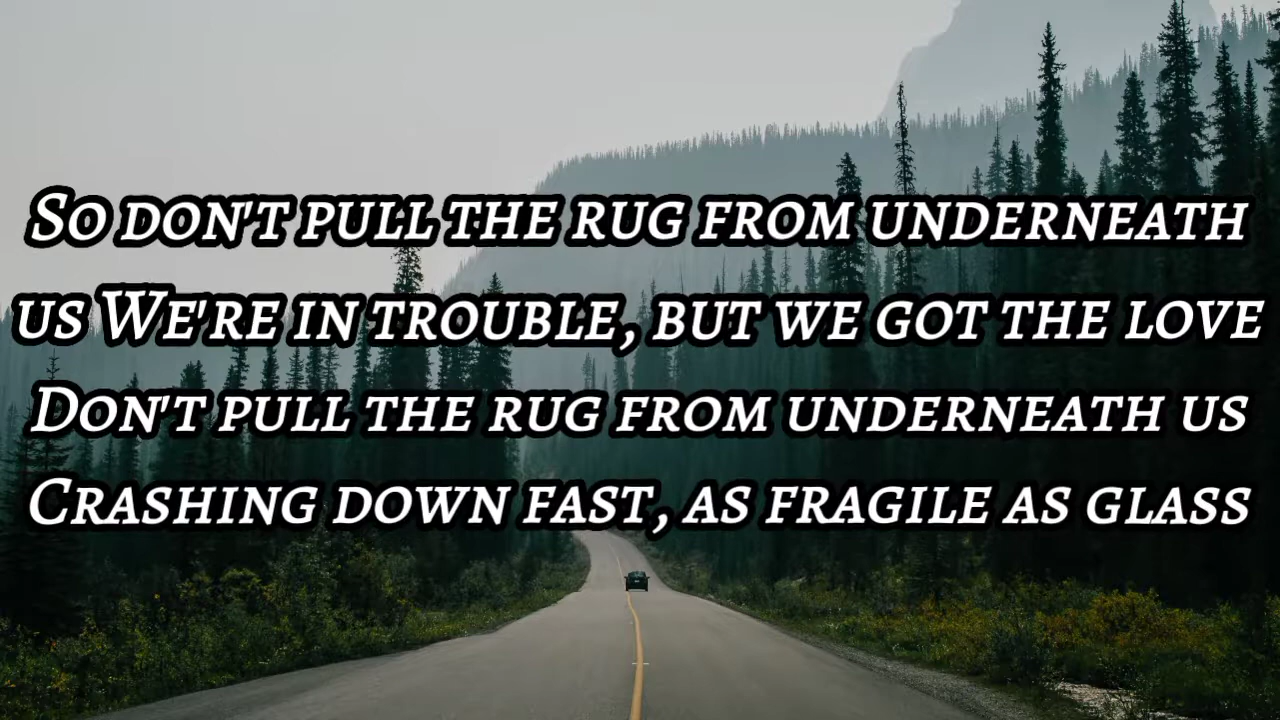 So don't pull the rug from underneath
us We're in trouble, but we got the love
Don't pull the rug from underneath us
Crashing down fast, as fragile as glass